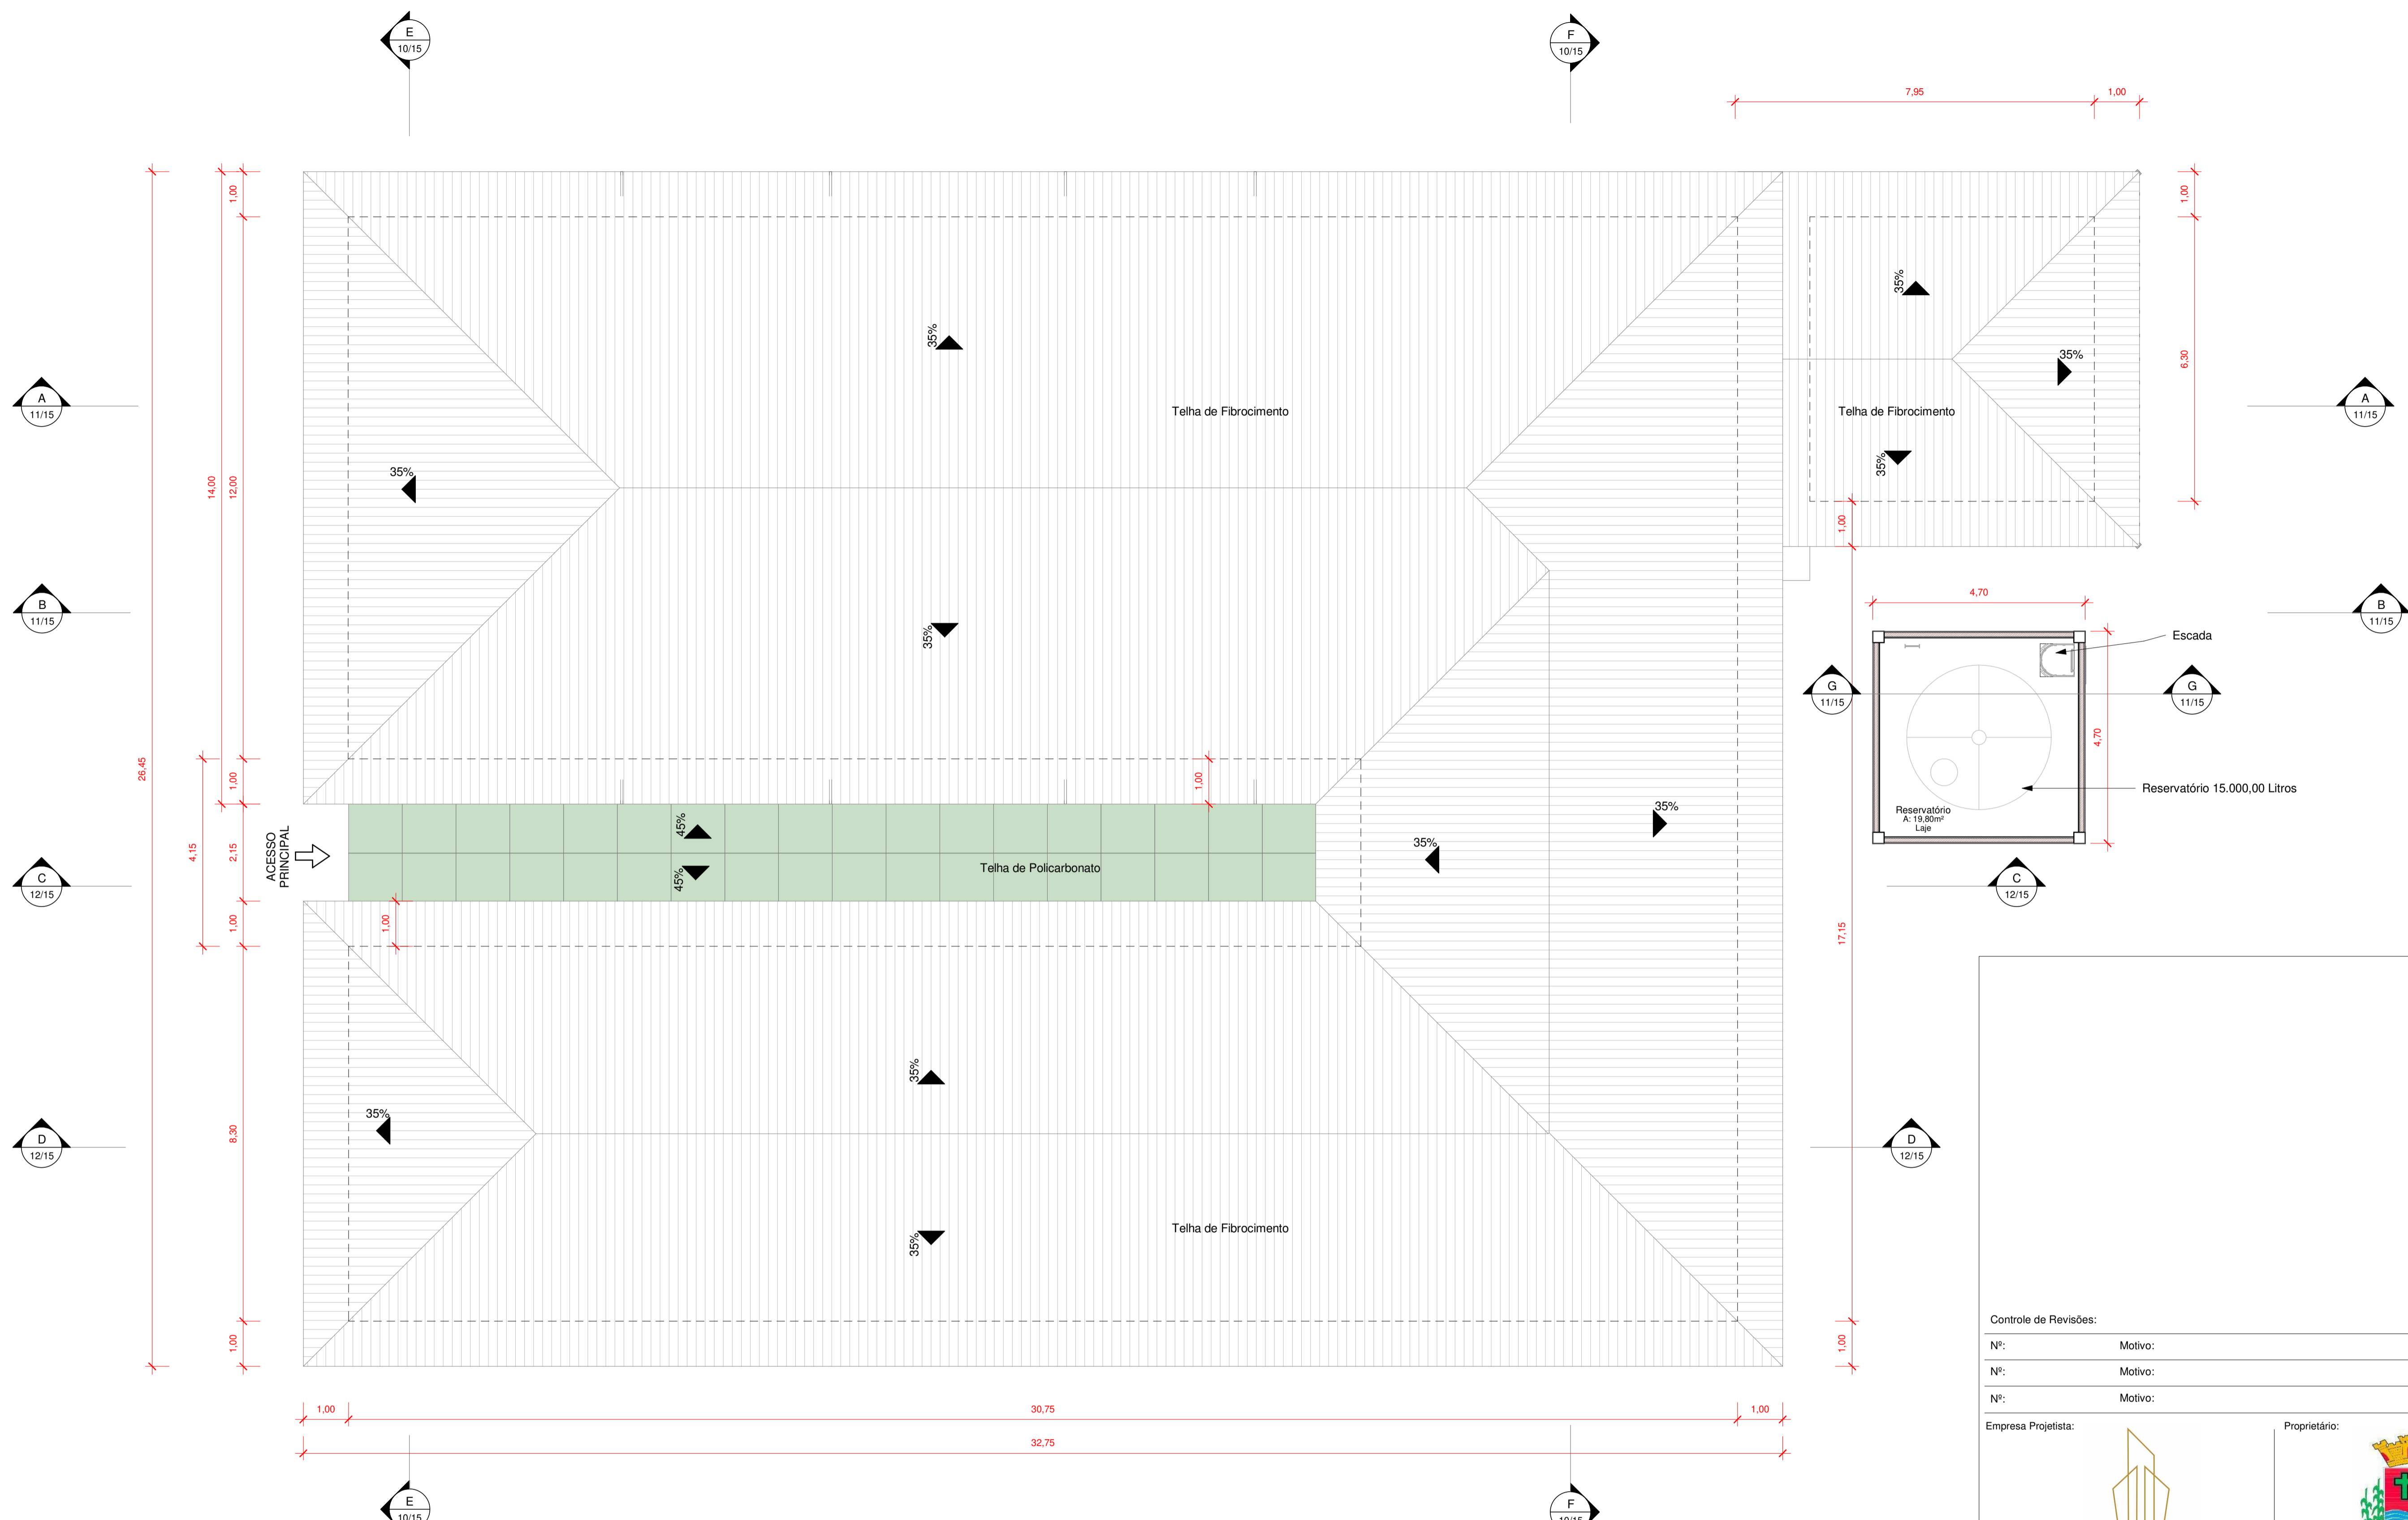 E
10/15
F
10/15
7,95
1,00
1,00
1,00
35%
35%
35%
6,30
35%
A
11/15
Telha de Fibrocimento
Telha de Fibrocimento
A
11/15
35%
35%
14,00
12,00
1,00
B
11/15
35%
4,70
B
11/15
Escada
G
11/15
G
11/15
4,70
26,45
1,00
1,00
Reservatório 15.000,00 Litros
Reservatório
A: 19,80m²
Laje
35%
35%
45%
45%
ACESSO
PRINCIPAL
4,15
2,15
Telha de Policarbonato
C
12/15
C
12/15
1,00
1,00
17,15
35%
35%
8,30
D
12/15
D
12/15
35%
Telha de Fibrocimento
1,00
1,00
Controle de Revisões:
Nº: Motivo:
Nº: Motivo:
Nº: Motivo:
1,00
30,75
1,00
32,75
Empresa Projetista:
Proprietário:
E
10/15
F
10/15